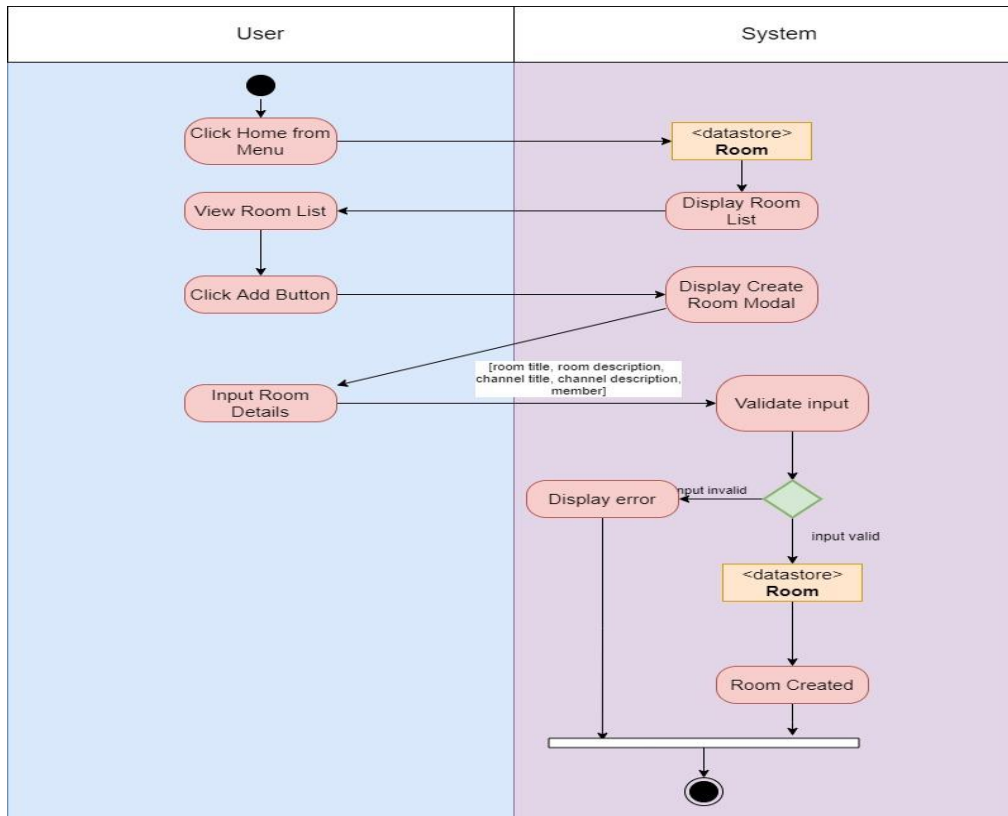 User
System
Click Home from
Menu
<datastore>
Room
View Room List
Display Room
List
Click Add Button
Display Create
Room Modal
[room title, room description,
channel title, channel description,
member]
Input Room
Details
Validate input
Display error
nput invalid
input valid
<datastore>
Room
Room Created